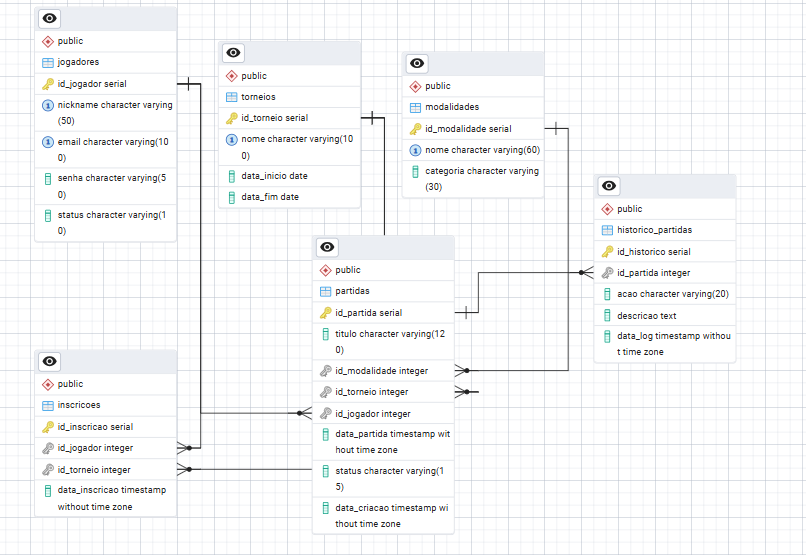 public
jogadores
id_jogador serial
nickname character varying
(50)
email character varying(10
0)
senha character varying(5
0)
status character varying(1
0)
public
torneios
id_torneio serial
nome character varying(10
0)
data_inicio date
data_fim date
public
modalidades
id_modalidade serial
nome character varying(60)
categoria character varying
(30)
public
historico_partidas
id_historico serial
id_partida integer
acao character varying(20)
descricao text
data_log timestamp withou
t time zone
public
partidas
id_partida serial
titulo character varying(12
0)
id_modalidade integer
id_torneio integer
id_jogador integer
data_partida timestamp wit
hout time zone
status character varying(1
5)
data_criacao timestamp wi
thout time zone
public
inscricoes
id_inscricao serial
id_jogador integer
id_torneio integer
data_inscricao timestamp
without time zone